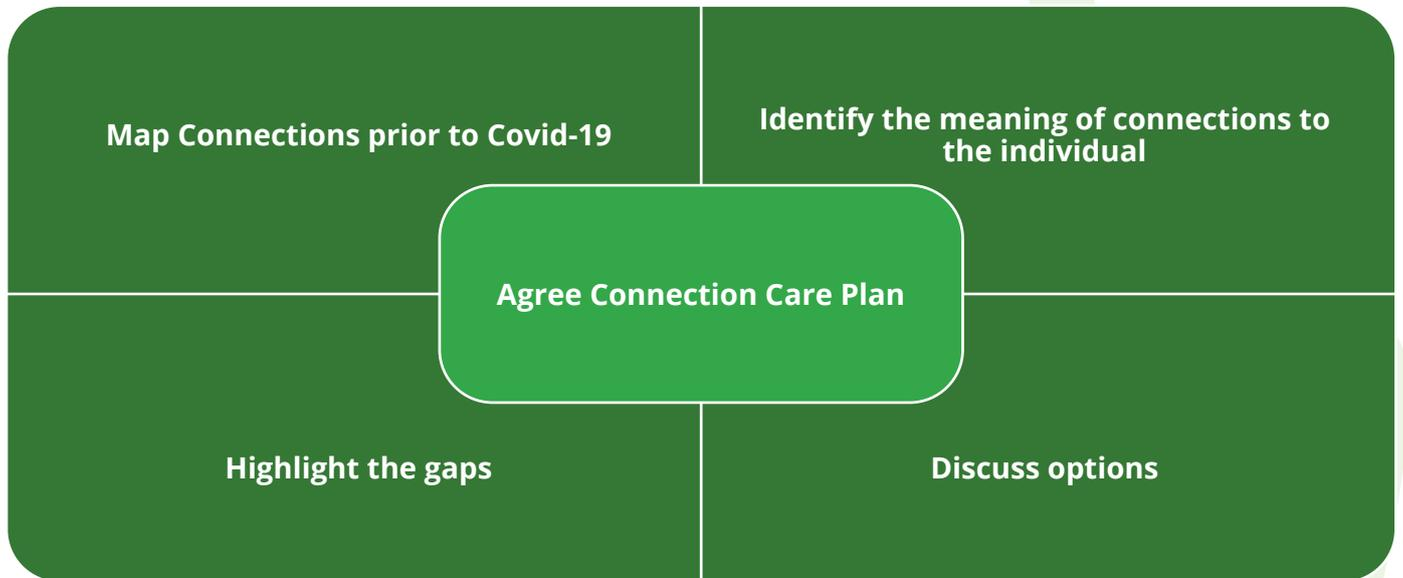 Map Connections prior to Covid-19
Identify the meaning of connections to
the individual
Agree Connection Care Plan
Highlight the gaps
Discuss options